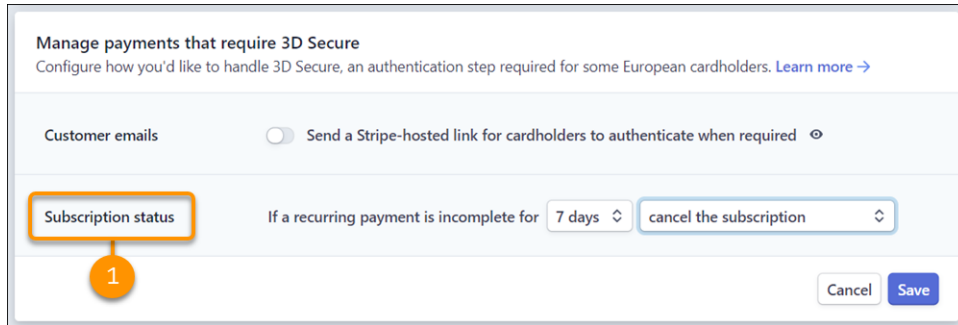 Manage payments that require 3D Secure
Configure how you'd like to handle 3D Secure, an authentication step required for some European cardholders. Learn more →
Customer emails
Send a Stripe-hosted link for cardholders to authenticate when required
Subscription status
If a recurring payment is incomplete for 7 days cancel the subscription
1
Cancel Save